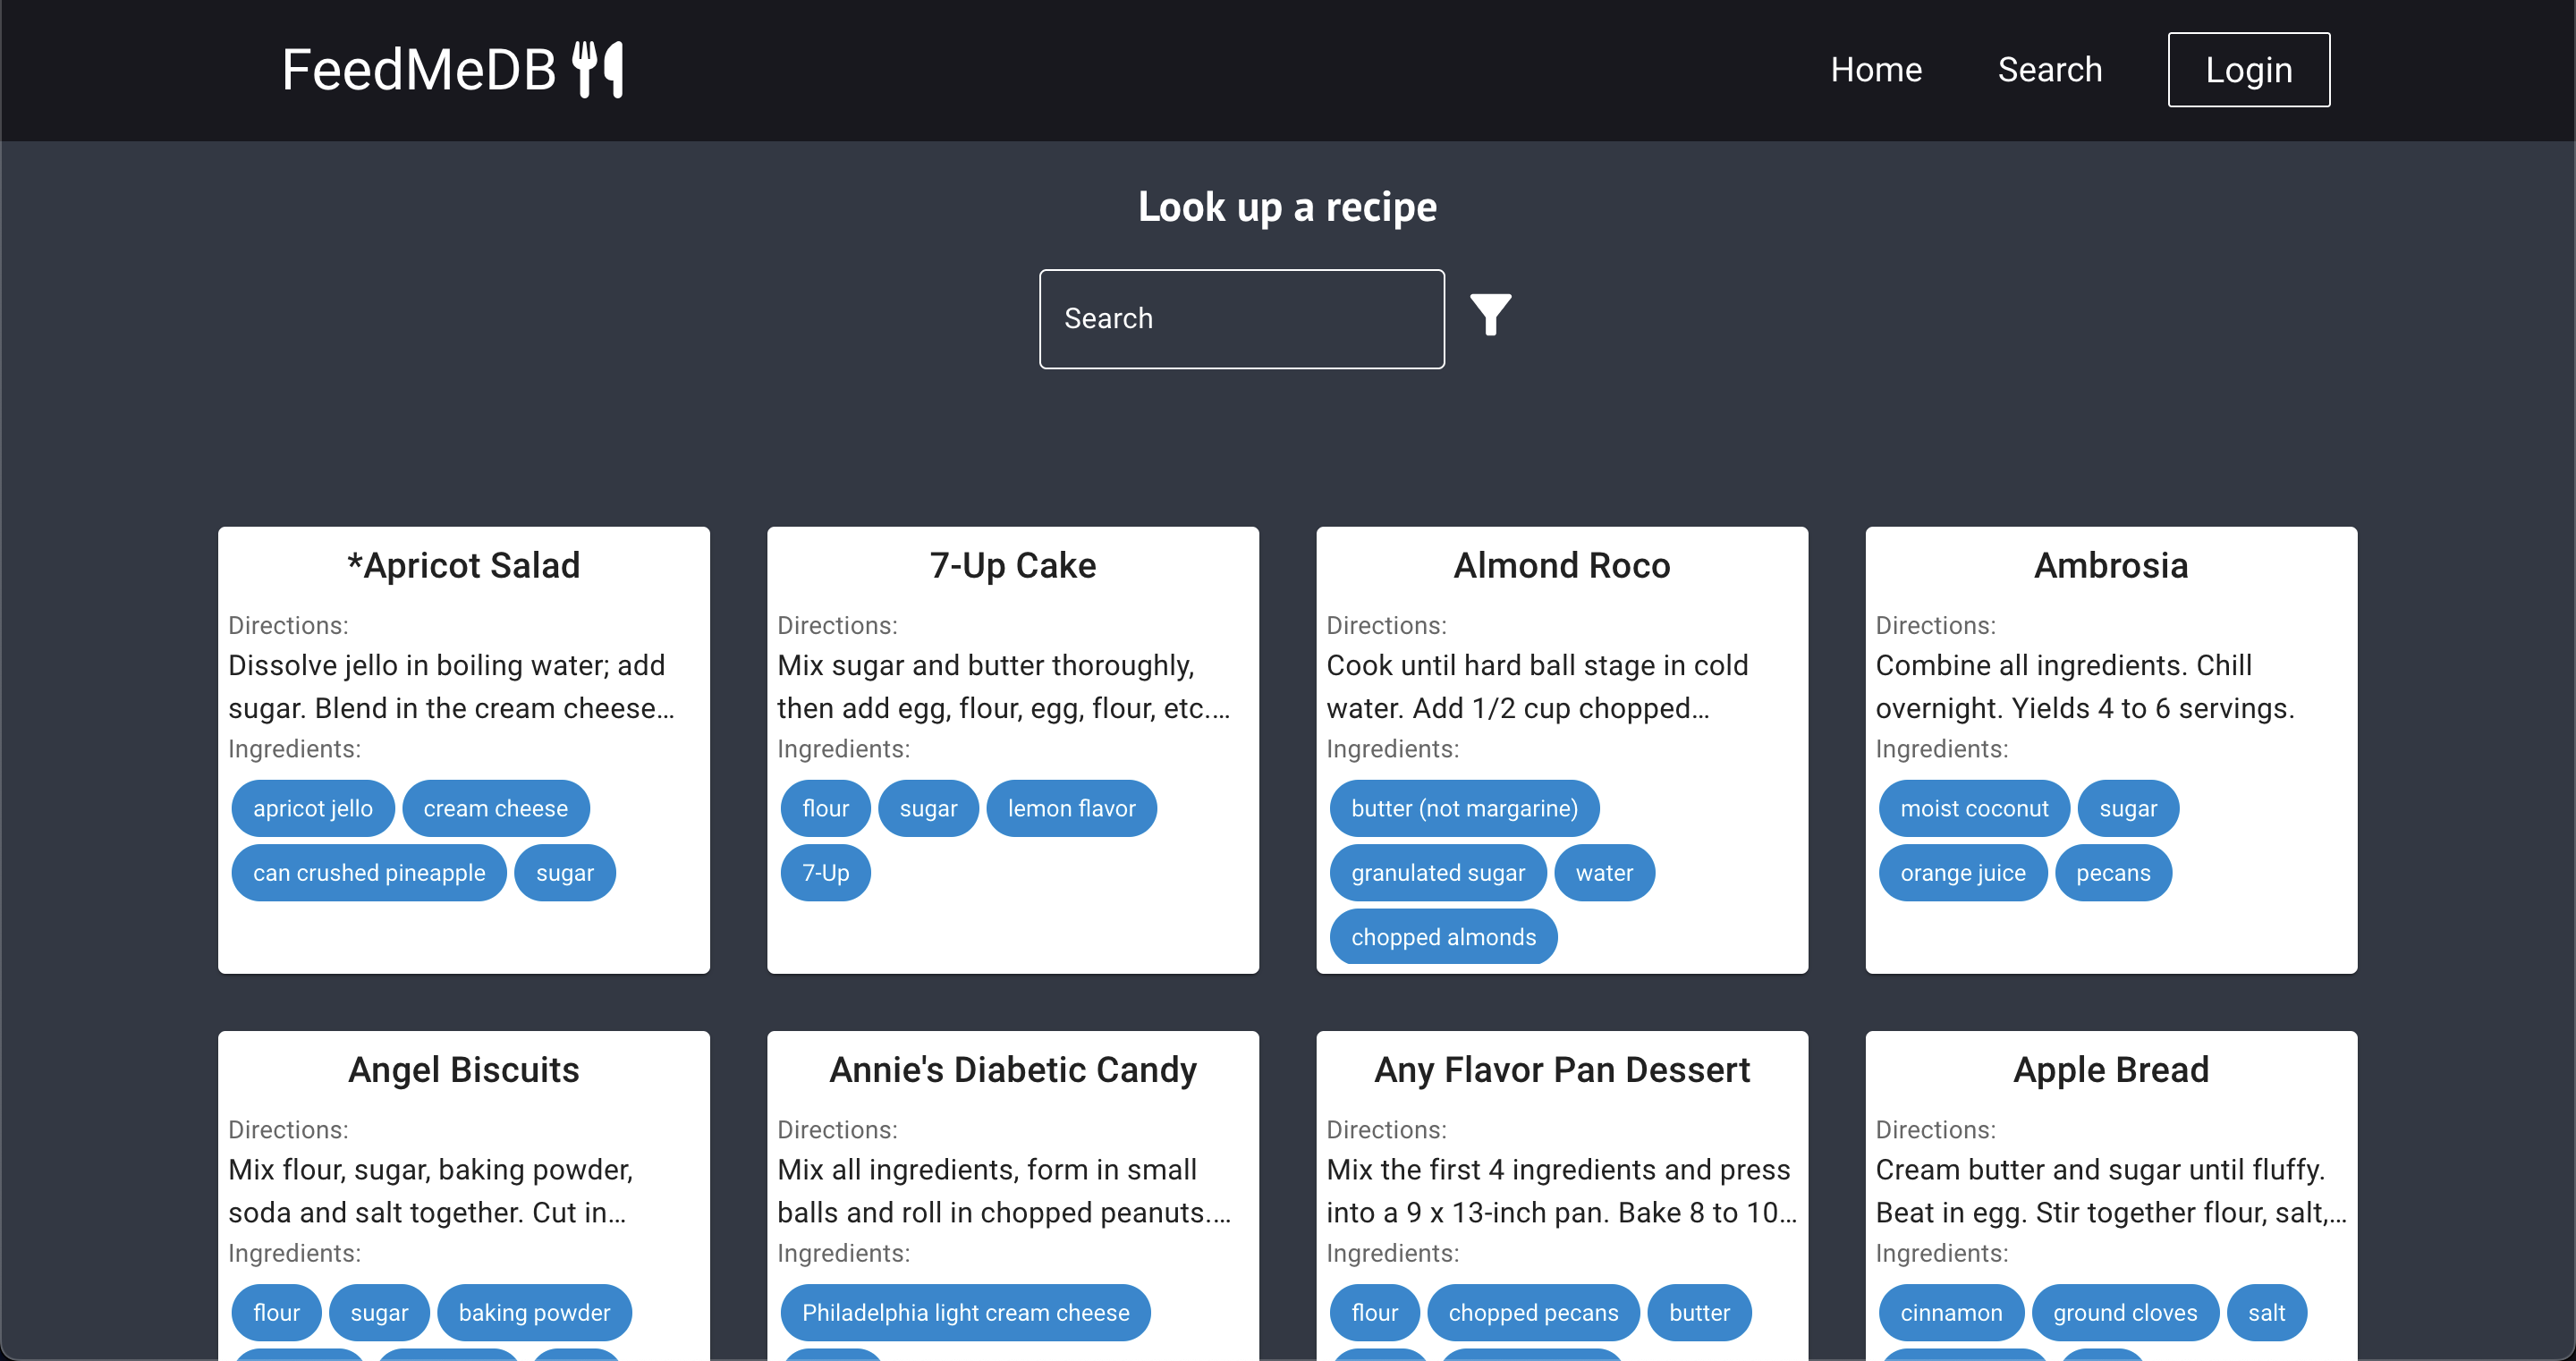 FeedMeDB
Home Search Login
Look up a recipe
Search
*Apricot Salad
Directions:
Dissolve jello in boiling water; add
sugar. Blend in the cream cheese...
Ingredients:
apricot jello cream cheese
can crushed pineapple sugar
7-Up Cake
Directions:
Mix sugar and butter thoroughly,
then add egg, flour, egg, flour, etc....
Ingredients:
flour sugar lemon flavor
7-Up
Almond Roco
Directions:
Cook until hard ball stage in cold
water. Add 1/2 cup chopped...
Ingredients:
butter (not margarine)
granulated sugar water
chopped almonds
Ambrosia
Directions:
Combine all ingredients. Chill
overnight. Yields 4 to 6 servings.
Ingredients:
moist coconut sugar
orange juice pecans
Angel Biscuits
Directions:
Mix flour, sugar, baking powder,
soda and salt together. Cut in...
Ingredients:
flour sugar baking powder
Annie's Diabetic Candy
Directions:
Mix all ingredients, form in small
balls and roll in chopped peanuts....
Ingredients:
Philadelphia light cream cheese
Any Flavor Pan Dessert
Directions:
Mix the first 4 ingredients and press
into a 9 x 13-inch pan. Bake 8 to 10...
Ingredients:
flour chopped pecans butter
Apple Bread
Directions:
Cream butter and sugar until fluffy.
Beat in egg. Stir together flour, salt,...
Ingredients:
cinnamon ground cloves salt